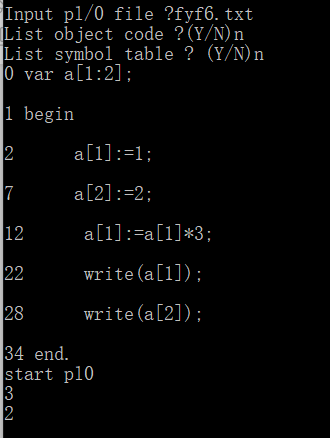 Input pl/0 file ?fyf6.txt
List object code ?(Y/N)n
List symbol table ? (Y/N)n
0 var a[1:2];
1 begin
2      a[1]:=1;
7      a[2]:=2;
12      a[1]:=a[1]*3;
22      write(a[1]);
28      write(a[2]);
34 end.
start pl0
3
2